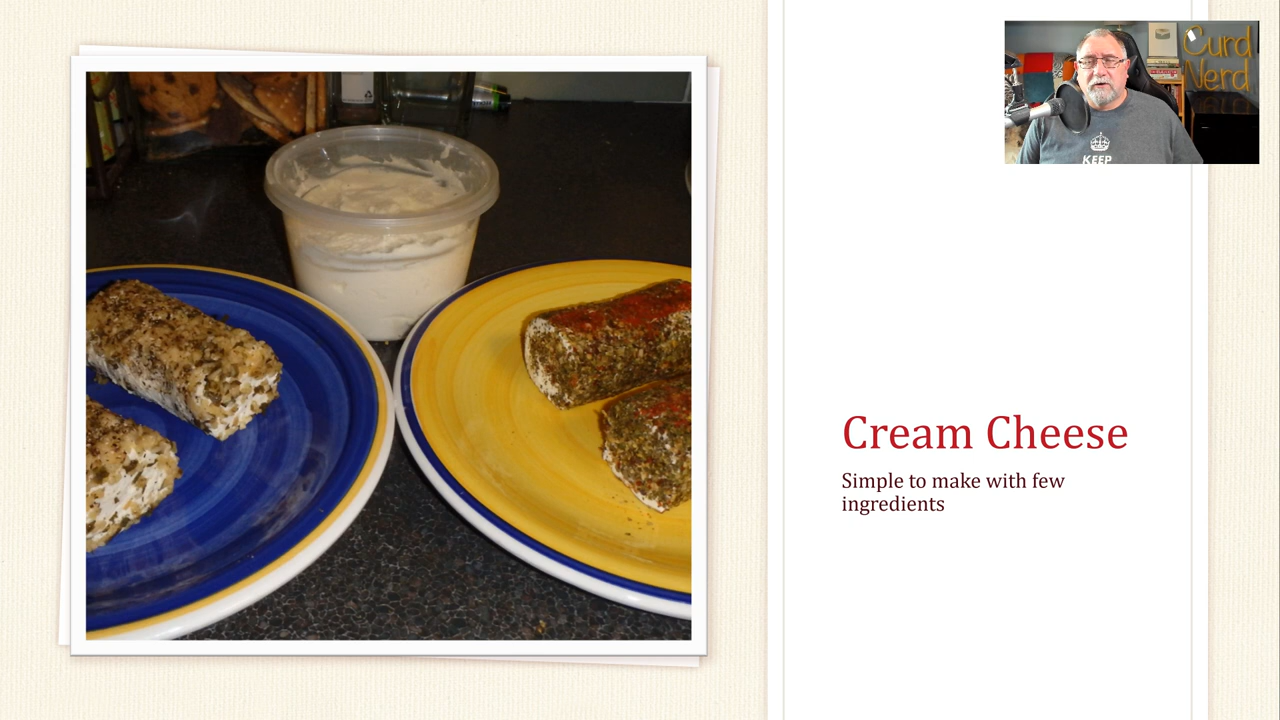 Curd
Nerd
KEEP
Cream Cheese
Simple to make with few
ingredients